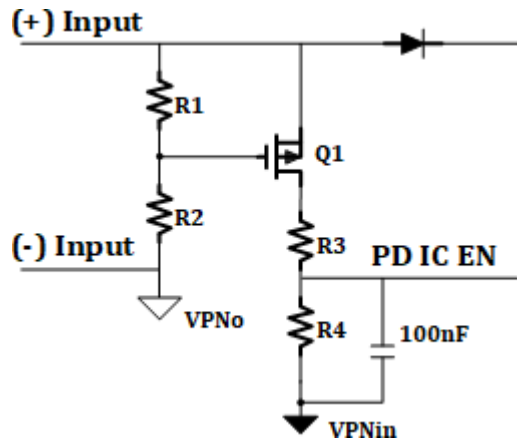 (+) Input
R1
Q1
R2
(-) Input
R3
PD IC EN
VPNo
R4
100nF
VPNin